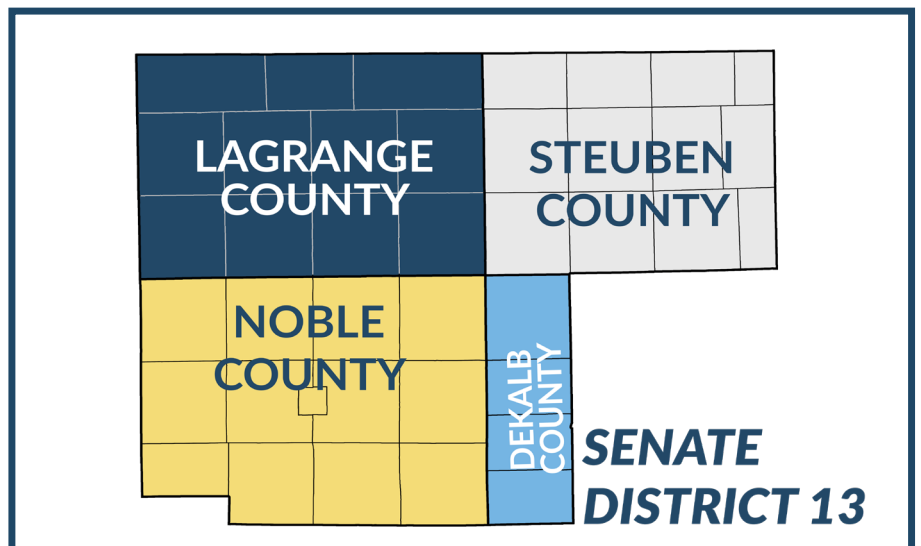 LAGRANGE
COUNTY
STEUBEN
COUNTY
NOBLE
COUNTY
DEKALB
COUNTY
SENATE
DISTRICT 13